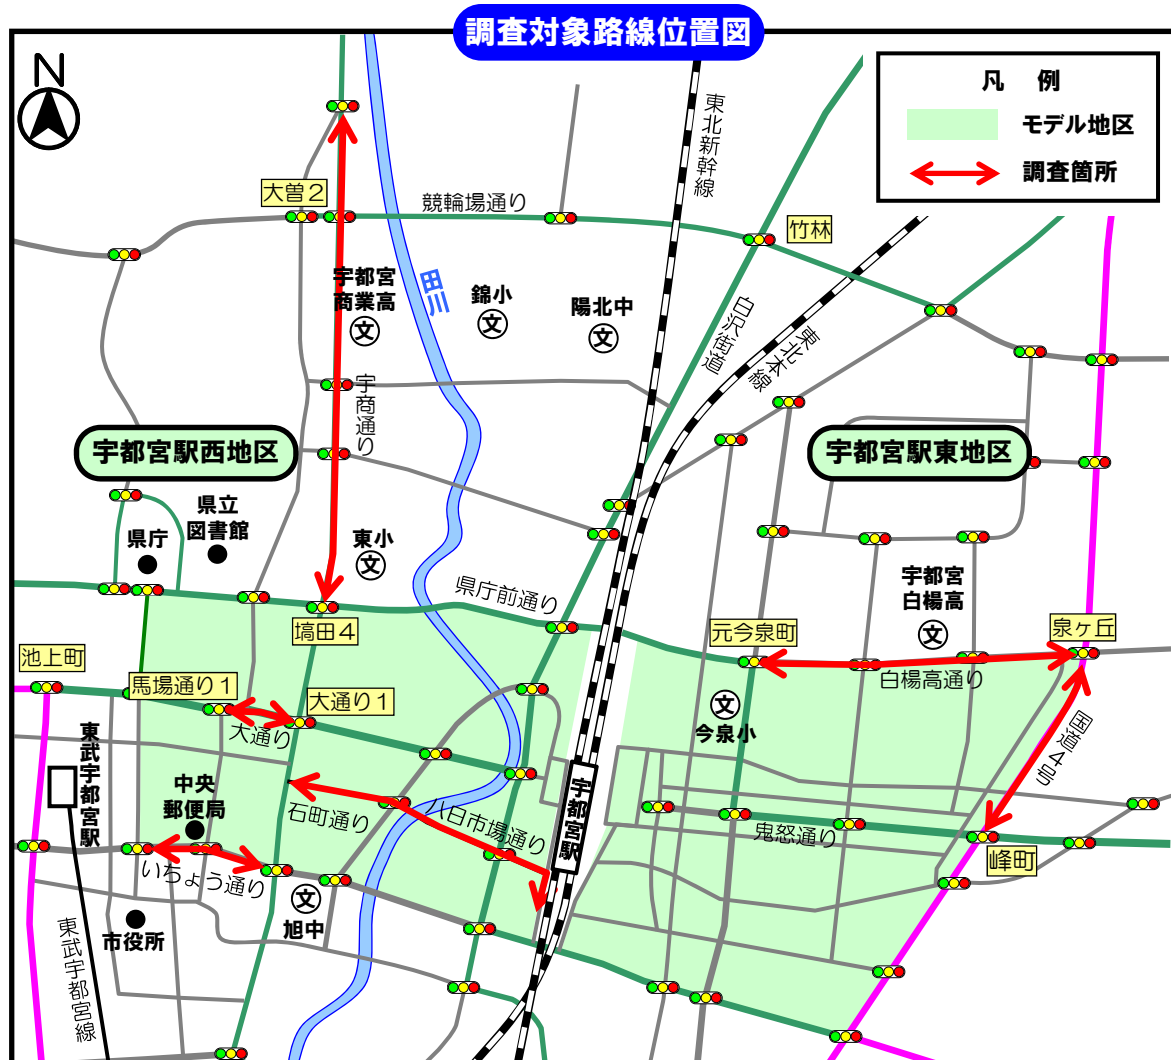 調査対象路線位置図
N
凡 例
モデル地区
調査箇所
東北新幹線
大曽2
競輪場通り
竹林
宇都宮
商業高
文
田川
錦小
文
陽北中
文
白沢街道
東北本線
宇商通り
宇都宮駅西地区
宇都宮駅東地区
県立
図書館
県庁
東小
文
県庁前通り
宇都宮
白楊高
文
塙田4
元今泉町
泉ヶ丘
池上町
馬場通り1
大通り1
大通り
白楊高通り
文
今泉小
国道4号
東武宇都宮駅
中央
郵便局
石町通り
八日市場通り
宇都宮駅
鬼怒通り
峰町
いちょう通り
文
旭中
市役所
東武宇都宮線